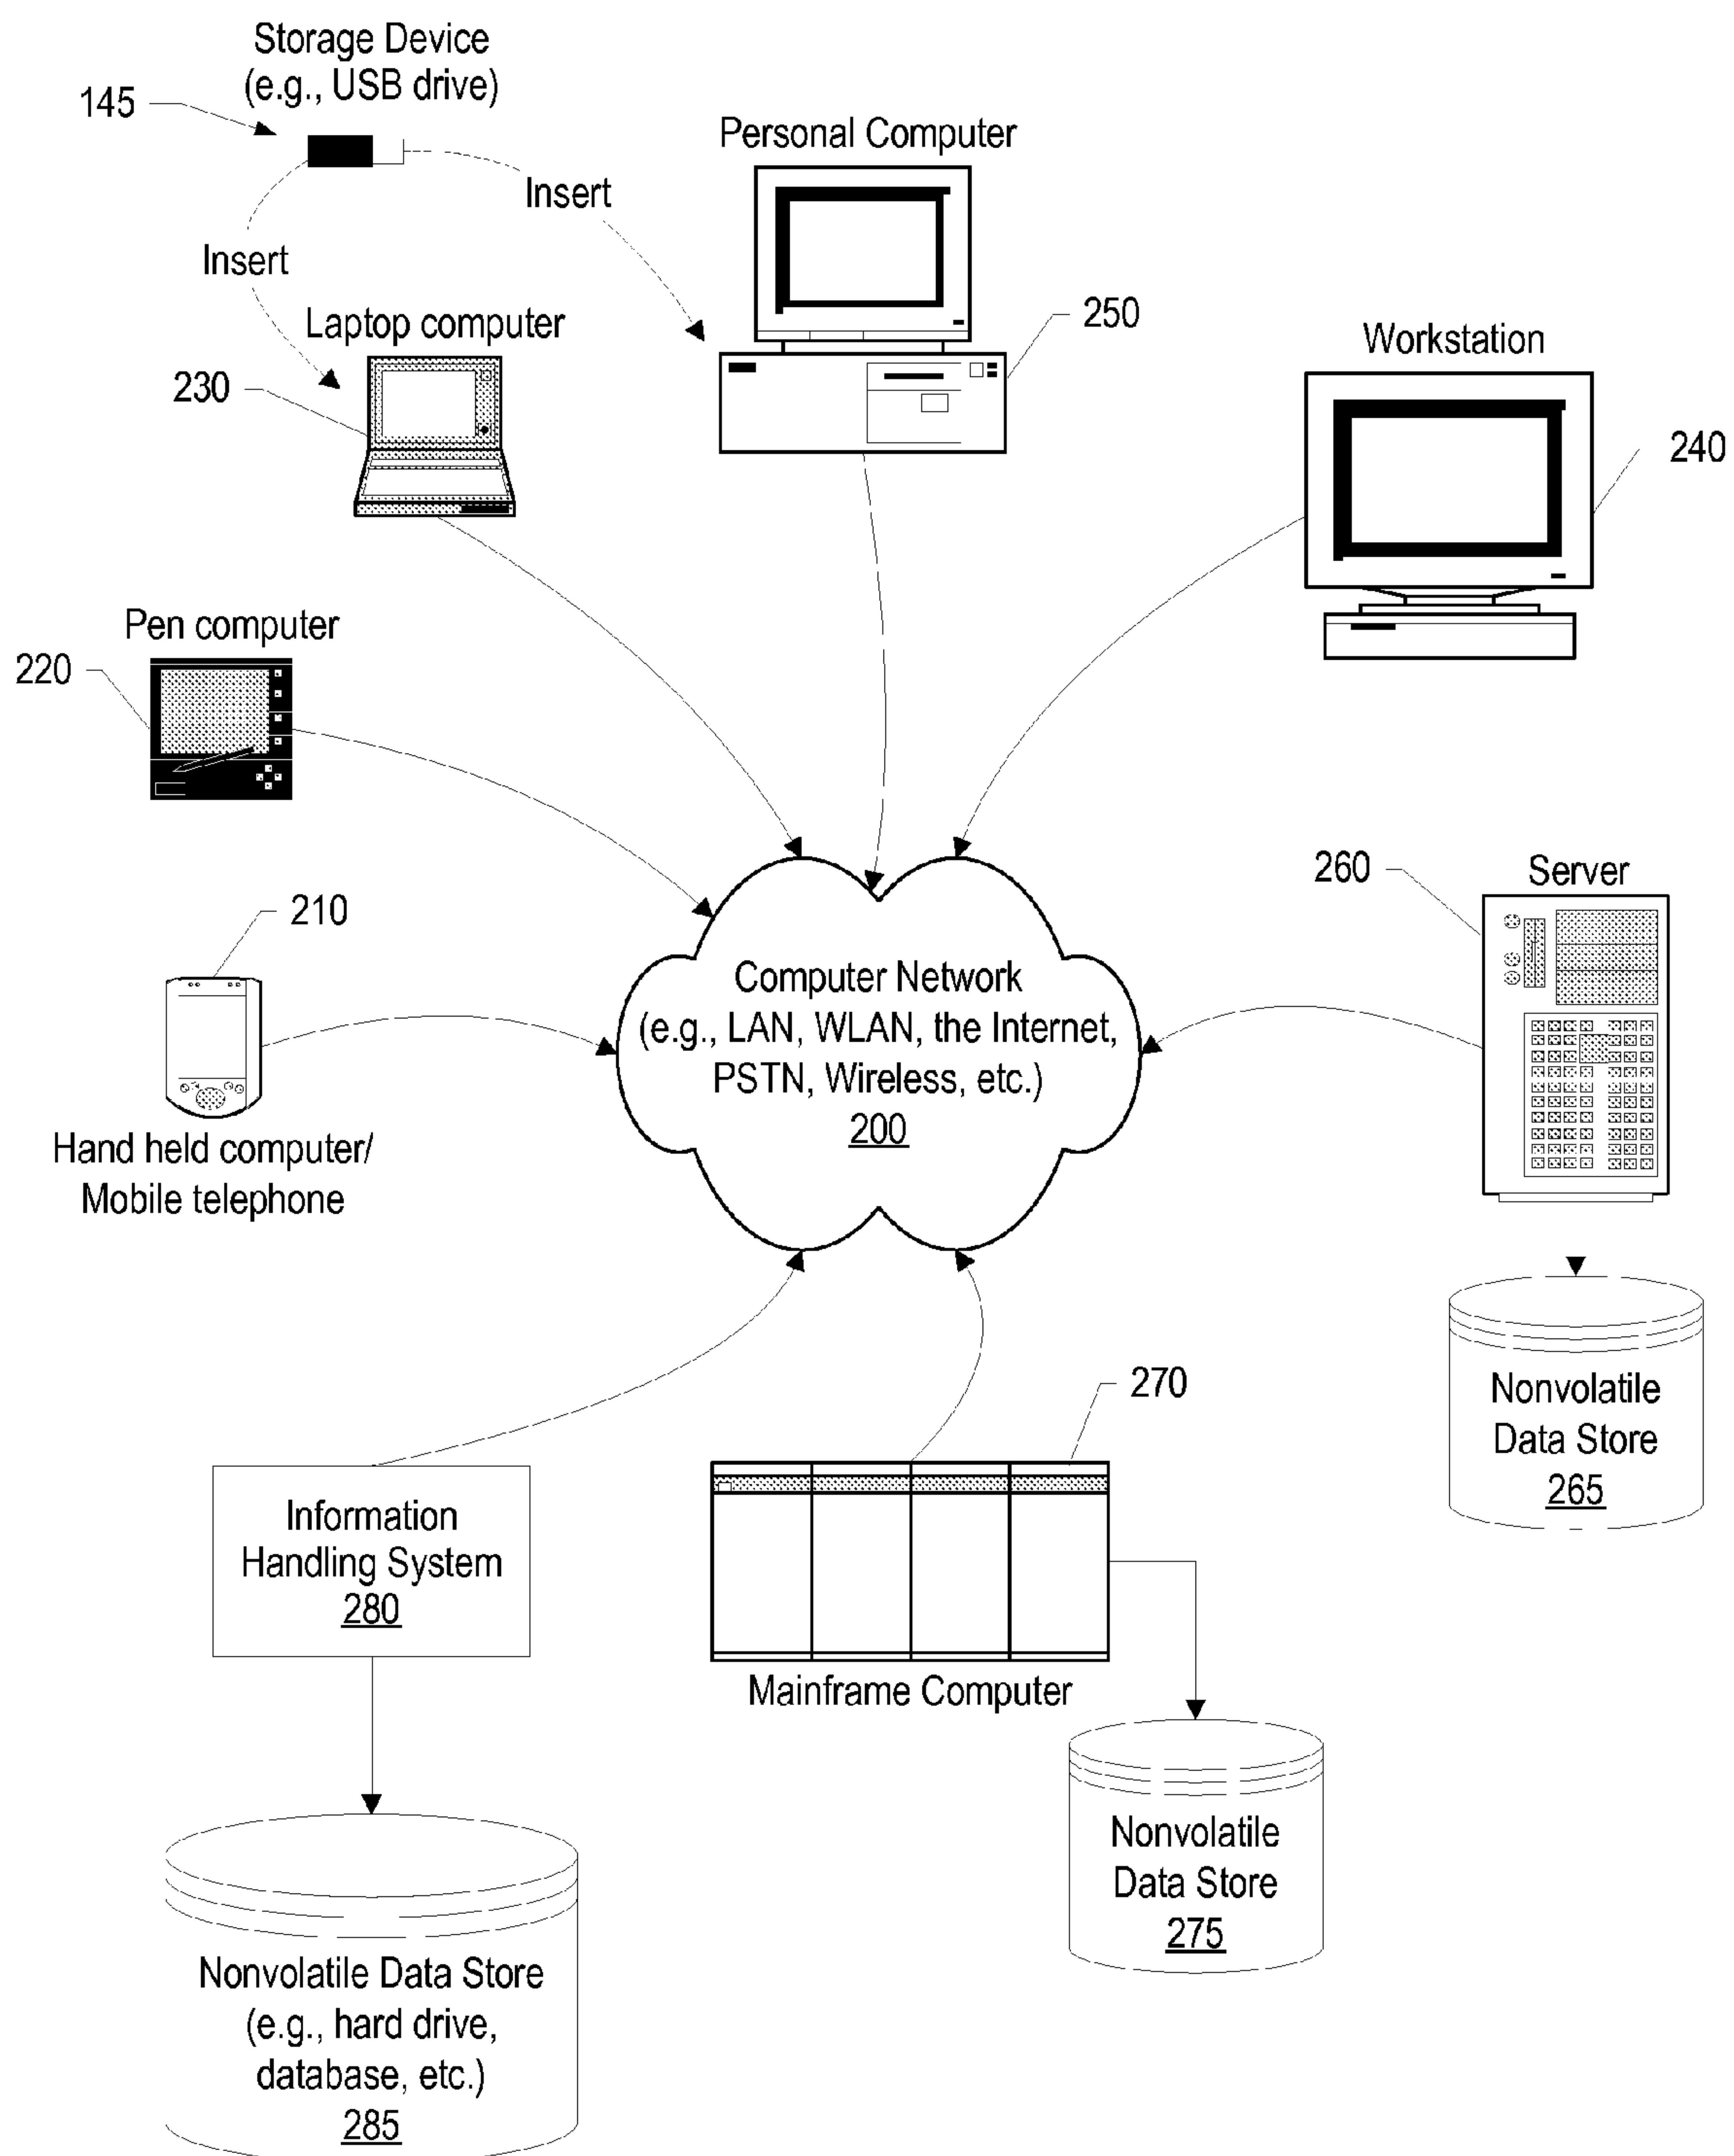 Storage Device
(e.g., USB drive)
145
Personal Computer
Insert
Insert
Laptop computer
250
Workstation
230
240
Pen computer
220
260
Server
210
Computer Network
(e.g., LAN, WLAN, the Internet,
PSTN, Wireless, etc.)
200
Hand held computer/
Mobile telephone
270
Nonvolatile
Data Store
265
Information
Handling System
280
Mainframe Computer
Nonvolatile
Data Store
275
Nonvolatile Data Store
(e.g., hard drive,
database, etc.)
285